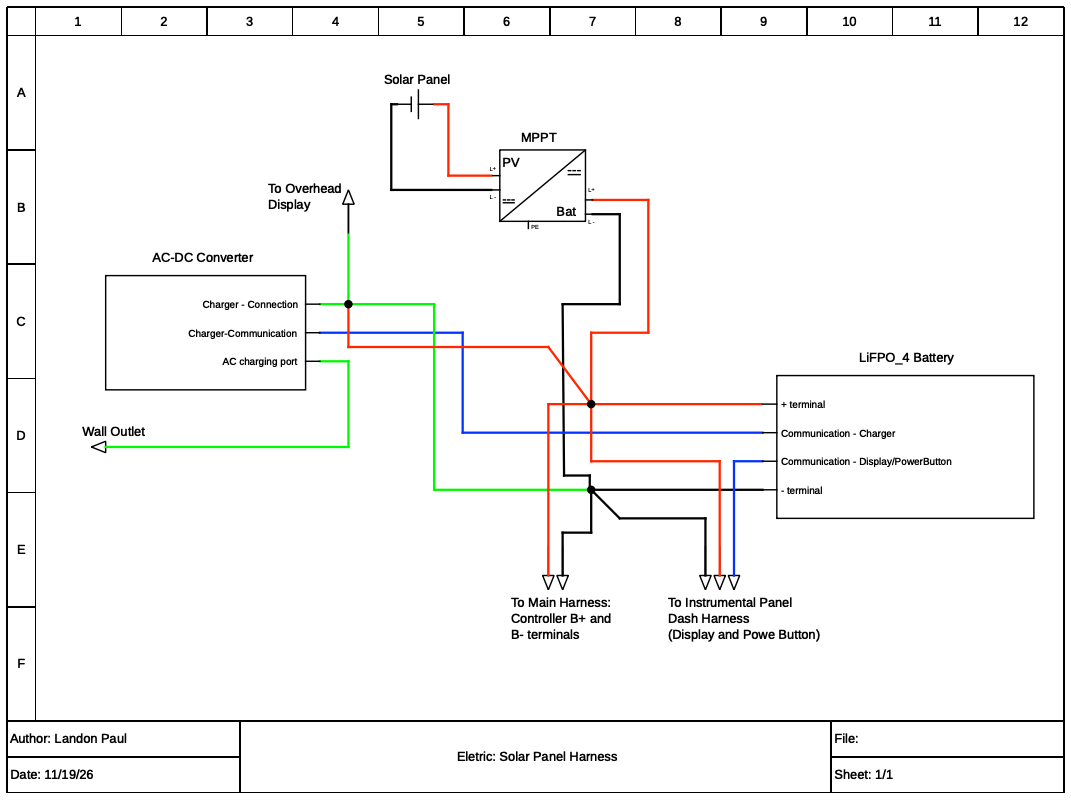 1 2 3 4 5 6 7 8 9 10 11 12
A
Solar Panel
MPPT
L+
PV
L -
B
To Overhead
Display
L+
Bat
L -
PE
AC-DC Converter
C
Charger - Connection
Charger-Communication
AC charging port
LiFPO_4 Battery
D
+ terminal
Wall Outlet
Communication - Charger
Communication - Display/PowerButton
- terminal
E
To Main Harness:
Controller B+ and
B- terminals
To Instrumental Panel
Dash Harness
(Display and Powe Button)
F
Author: Landon Paul
Date: 11/19/26
Eletric: Solar Panel Harness
File:
Sheet: 1/1